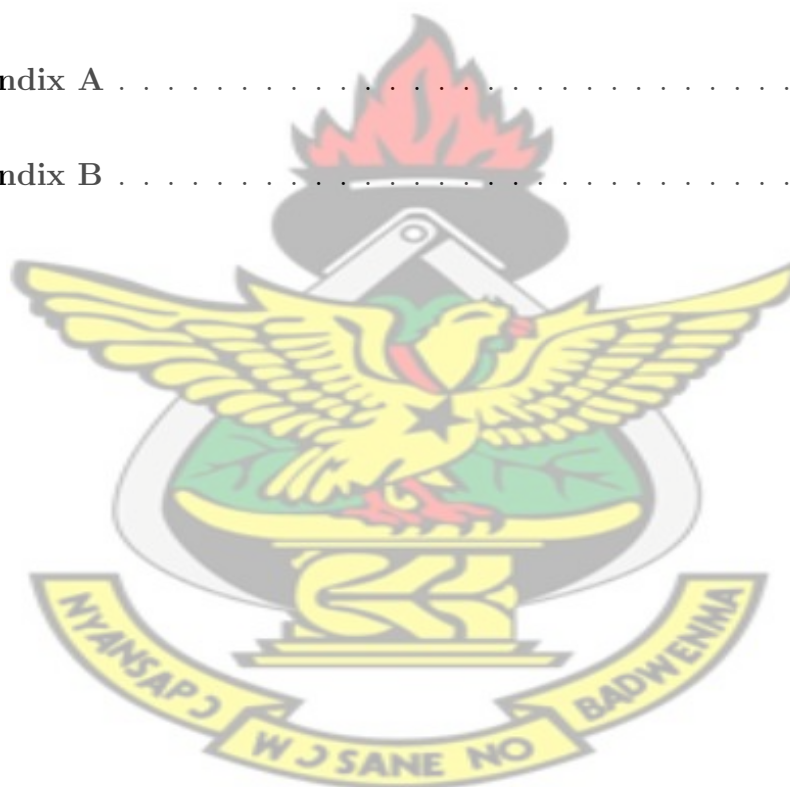 ndix A . . . . . . . . . . . . . . . . . . . . . . . . . . . .
ndix B . . . . . . . . . . . . . . . . . . . . . . . . . . . .
NYANSAPƆ WƆSANE NO BADWENMA